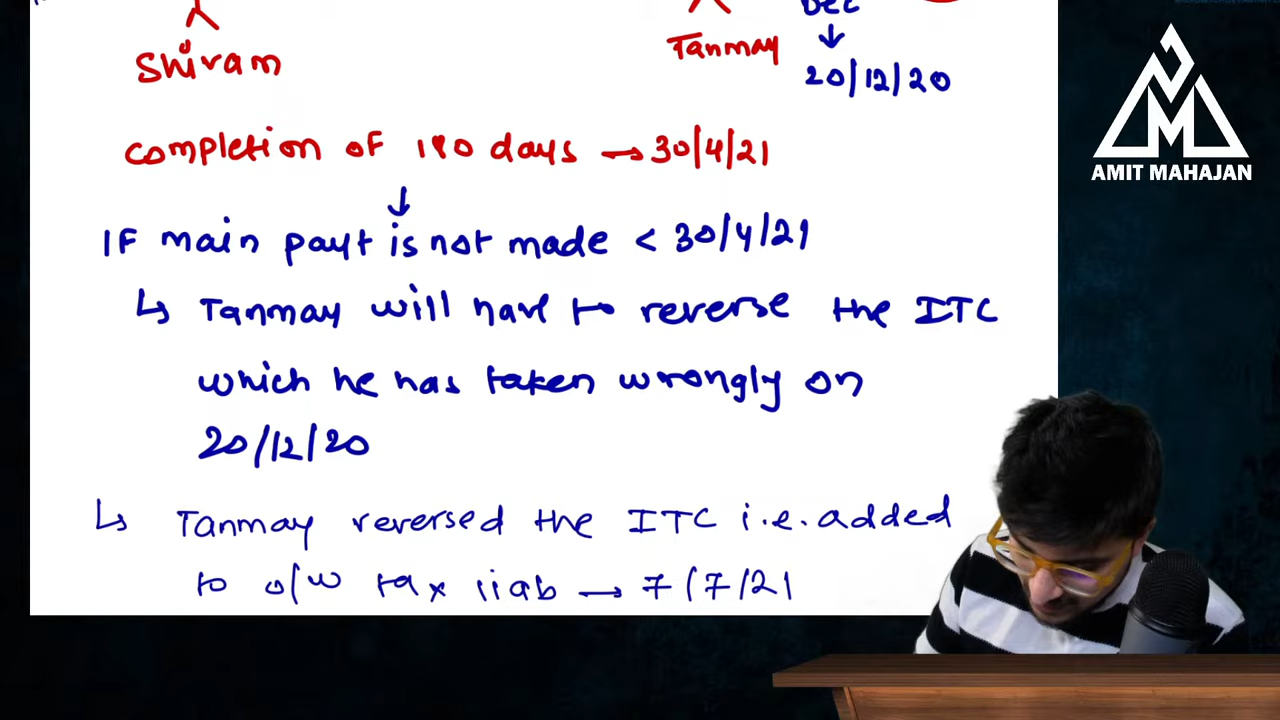 Dec
Shivam
Tanmay
20/12/20
completion of 180 days → 30/4/21
↓
IF main payt is not made < 30/4/21
↳ Tanmay will have to reverse the ITC
which he has taken wrongly on
20/12/20
↳ Tanmay reversed the ITC i.e. added
to o/w tax liab → 7/7/21
AMIT MAHAJAN